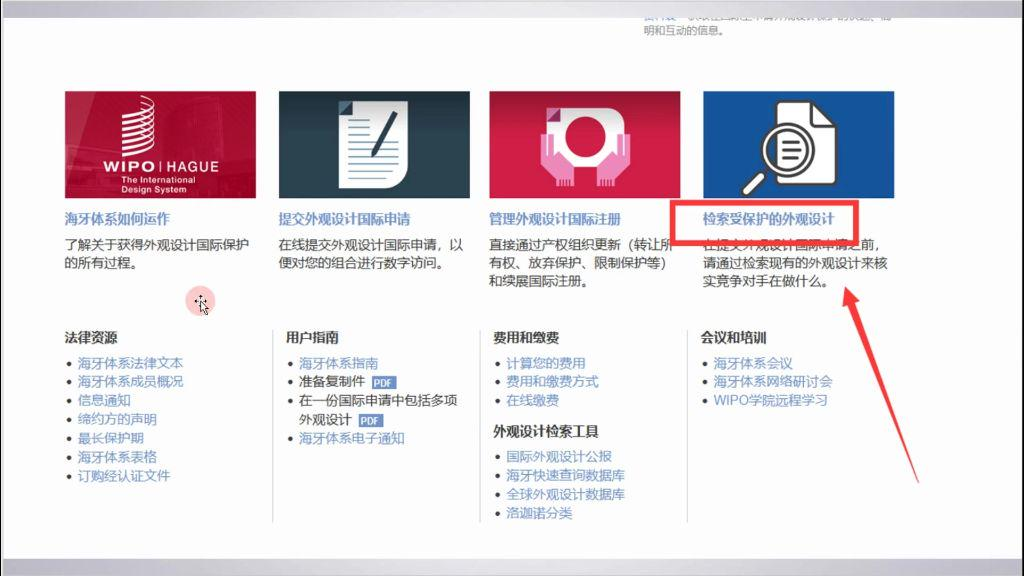 明和互动的信息。
WIPO | HAGUE
The International
Design System
海牙体系如何运作
了解关于获得外观设计国际保护
的所有过程。
提交外观设计国际申请
在线提交外观设计国际申请，以
便对您的组合进行数字访问。
管理外观设计国际注册
直接通过产权组织更新（转让所
有权、放弃保护、限制保护等）
和续展国际注册。
检索受保护的外观设计
在提交外观设计国际申请之前，
请通过检索现有的外观设计来核
实竞争对手在做什么。
法律资源
海牙体系法律文本
海牙体系成员概况
信息通知
缔约方的声明
最长保护期
海牙体系表格
订购经认证文件
用户指南
海牙体系指南
准备复制件 PDF
在一份国际申请中包括多项
外观设计 PDF
海牙体系电子通知
费用和缴费
计算您的费用
费用和缴费方式
在线缴费
外观设计检索工具
国际外观设计公报
海牙快速查询数据库
全球外观设计数据库
洛迦诺分类
会议和培训
海牙体系会议
海牙体系网络研讨会
WIPO学院远程学习